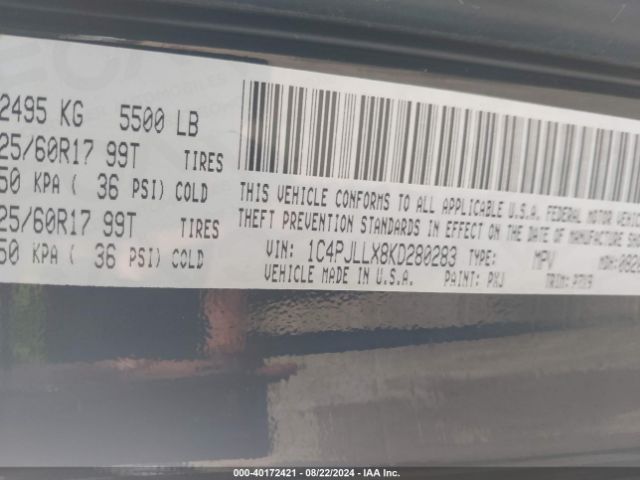 2495 KG 5500 LB
25/60R17 99T TIRES
50 KPA ( 36 PSI) COLD
25/60R17 99T TIRES
50 KPA ( 36 PSI) COLD
THIS VEHICLE CONFORMS TO ALL APPLICABLE U.S.A. FEDERAL MOTOR VEHIC
THEFT PREVENTION STANDARDS IN EFFECT ON THE DATE OF MANUFACTURE SHO
VIN: 1C4PJLLX8KD280283 TYPE: MPV MDH:
VEHICLE MADE IN U.S.A. PAINT: PXJ TRIM:
000-40172421 - 08/22/2024 - IAA Inc.